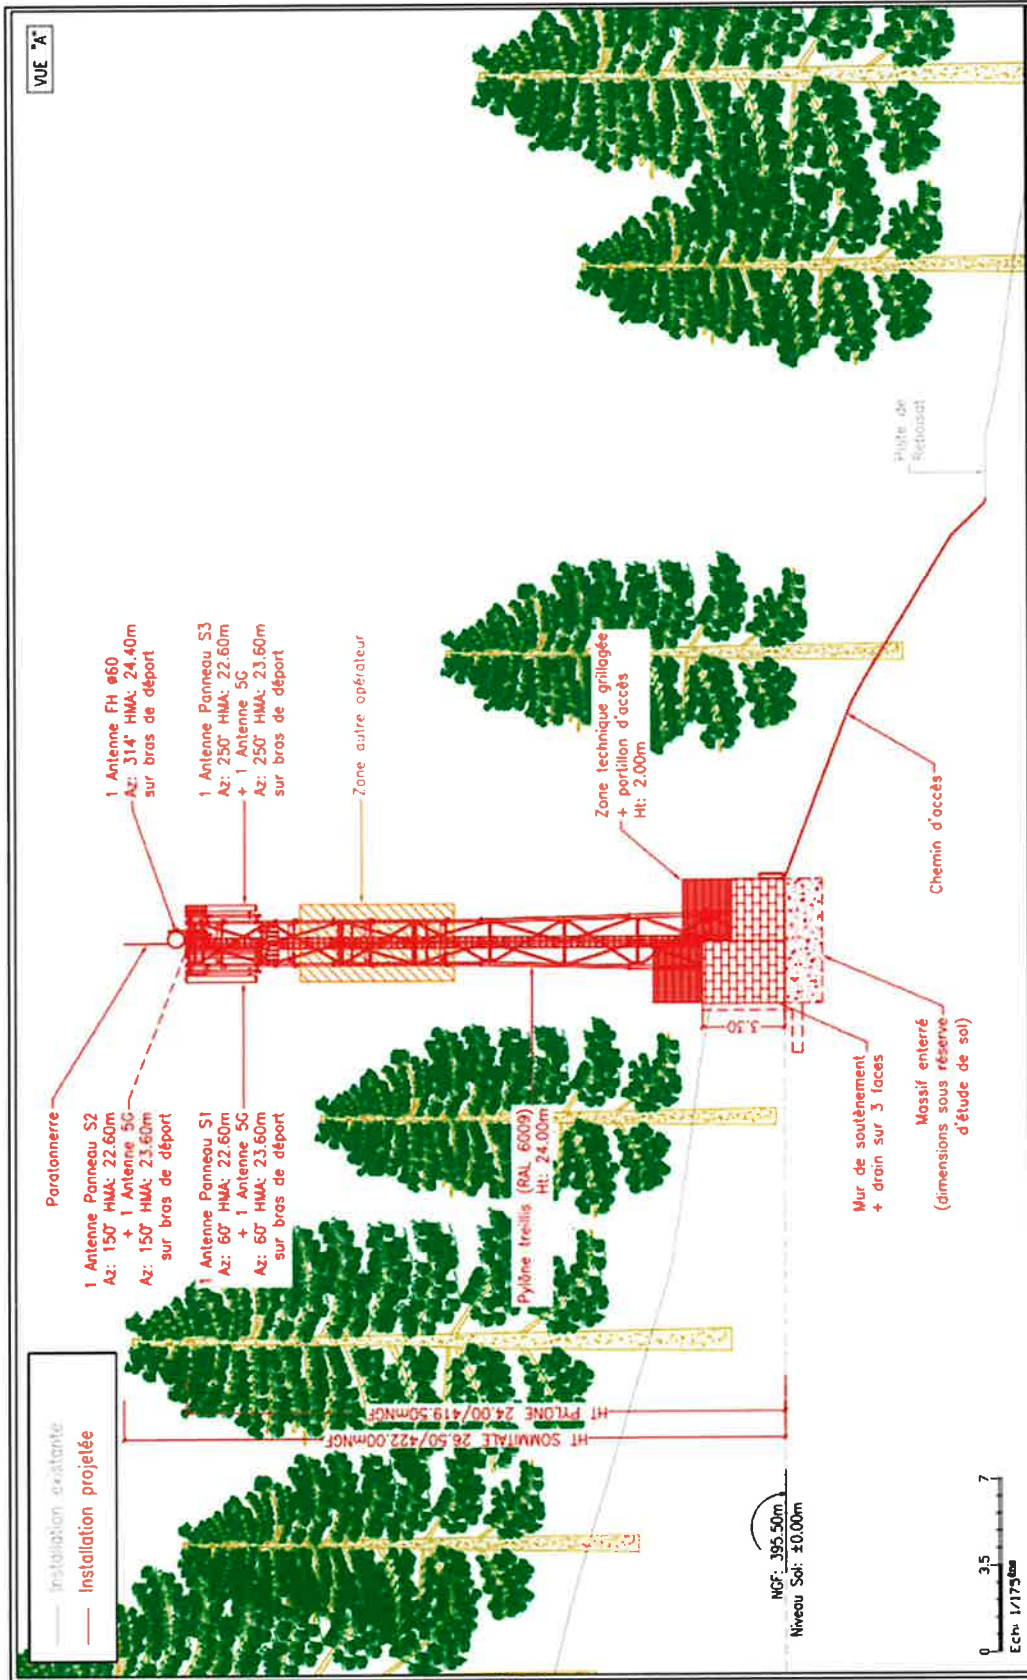 VUE "A"
Installation existante
Installation projetée
Paratonnerre
1 Antenne Panneau S2
Az: 150° HMA: 22.60m
+ 1 Antenne 5G
Az: 150° HMA: 23.60m
sur bras de déport
1 Antenne Panneau S1
Az: 60° HMA: 22.60m
+ 1 Antenne 5G
Az: 60° HMA: 23.60m
sur bras de déport
1 Antenne FH ø60
Az: 314° HMA: 24.40m
sur bras de déport
1 Antenne Panneau S3
Az: 250° HMA: 22.60m
+ 1 Antenne 5G
Az: 250° HMA: 23.60m
sur bras de déport
Zone autre opérateur
Pylône treillis (RAL 6009)
Ht: 24.00m
Zone technique grillagée
+ portillon d'accès
Ht: 2.00m
HT SOMMITALE 26.50/422.00mNGF
HT PYLONE 24.00/419.50mNGF
3.30
NGF: 395.50m
Niveau Sol: ±0.00m
Mur de soutènement
+ drain sur 3 faces
Massif enterré
(dimensions sous réserve
d'étude de sol)
Chemin d'accès
Piste de
Reboisat
0 3.5 7
Ech: 1/175ème